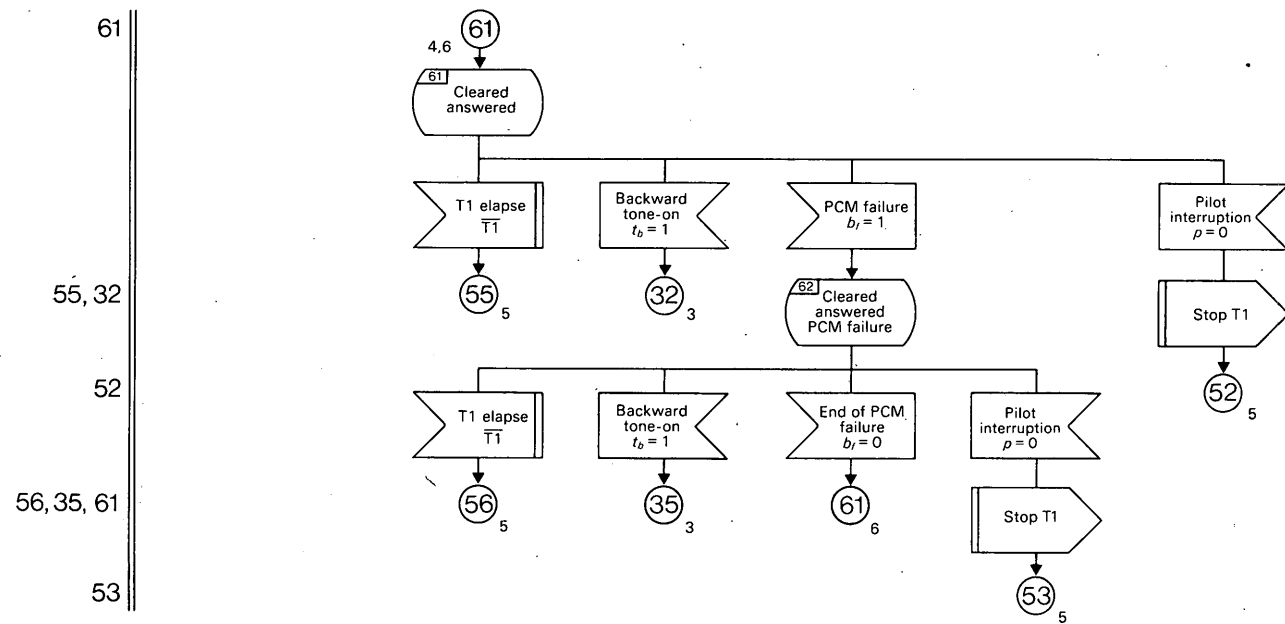 61
61
4,6
61
Cleared
answered
T1 elapse
T1
Backward
tone-on
t_b = 1
PCM failure
b_f = 1
Pilot
interruption
p = 0
55, 32
55
5
32
3
62
Cleared
answered
PCM failure
Stop T1
52
52
5
T1 elapse
T1
Backward
tone-on
t_b = 1
End of PCM
failure
b_f = 0
Pilot
interruption
p = 0
56, 35, 61
56
5
35
3
61
6
Stop T1
53
53
5